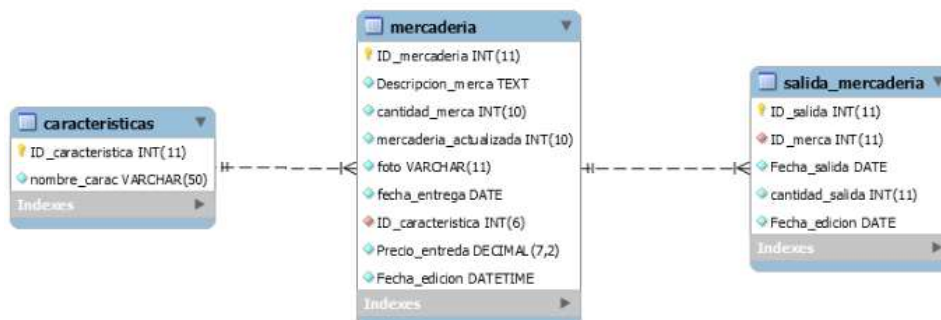 caracteristicas
ID_caracteristica INT(11)
nombre_carac VARCHAR(50)
Indexes
mercaderia
ID_mercaderia INT(11)
Descripcion_merca TEXT
cantidad_merca INT(10)
mercaderia_actualizada INT(10)
foto VARCHAR(11)
fecha_entrega DATE
ID_caracteristica INT(6)
Precio_entreda DECIMAL(7,2)
Fecha_edicion DATETIME
Indexes
salida_mercaderia
ID_salida INT(11)
ID_merca INT(11)
Fecha_salida DATE
cantidad_salida INT(11)
Fecha_edicion DATE
Indexes